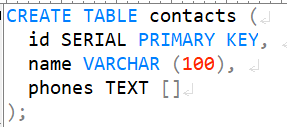 CREATE TABLE contacts (
id SERIAL PRIMARY KEY,
name VARCHAR (100),
phones TEXT []
);